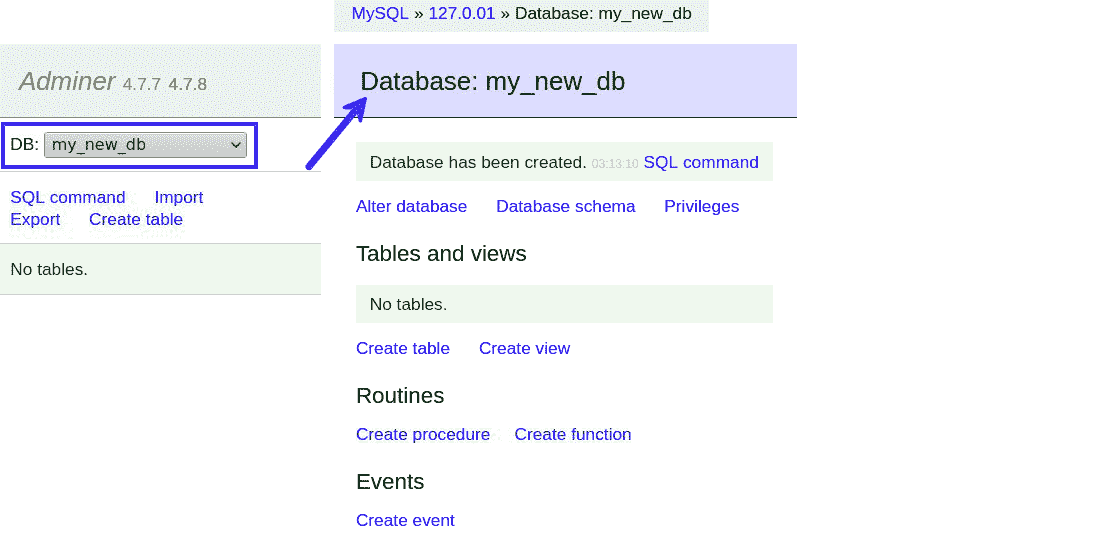 MySQL » 127.0.01 » Database: my_new_db
Adminer 4.7.7 4.7.8
DB: my_new_db
SQL command Import
Export Create table
No tables.
Database: my_new_db
Database has been created. 03:13:10 SQL command
Alter database Database schema Privileges
Tables and views
No tables.
Create table Create view
Routines
Create procedure Create function
Events
Create event